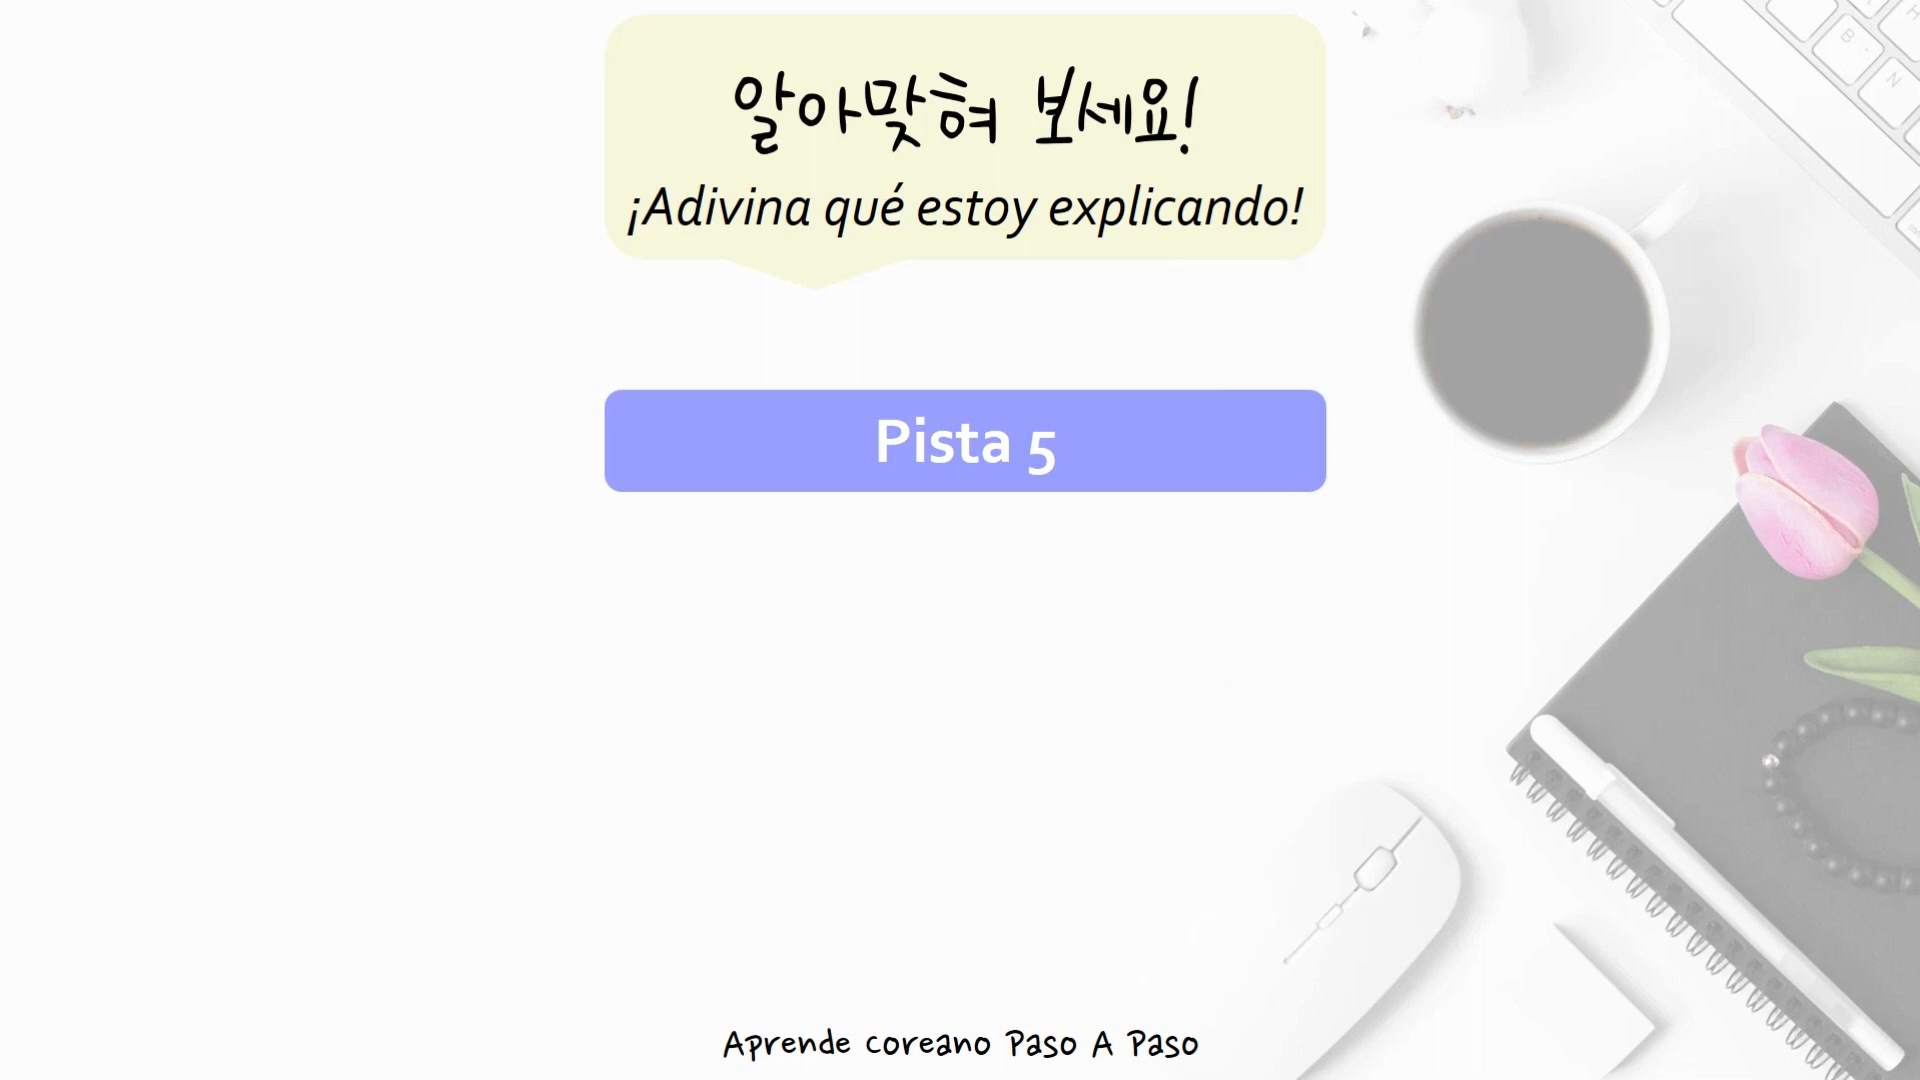 알아맞혀 보세요!
¡Adivina qué estoy explicando!
Pista 5
Aprende coreano Paso A Paso